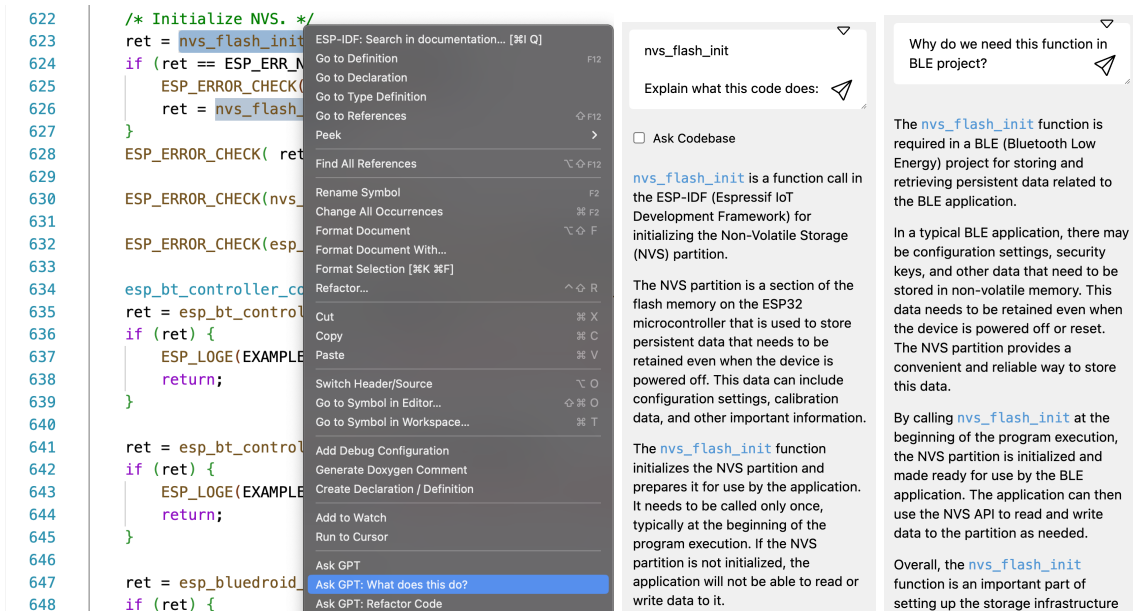 622 /* Initialize NVS. */
623 ret = nvs_flash_init
624 if (ret == ESP_ERR_N
625 ESP_ERROR_CHECK(
626 ret = nvs_flash_
627 }
628 ESP_ERROR_CHECK( ret
629
630 ESP_ERROR_CHECK(nvs_
631
632 ESP_ERROR_CHECK(esp_
633
634 esp_bt_controller_co
635 ret = esp_bt_control
636 if (ret) {
637 ESP_LOGE(EXAMPLE
638 return;
639 }
640
641 ret = esp_bt_control
642 if (ret) {
643 ESP_LOGE(EXAMPLE
644 return;
645 }
646
647 ret = esp_bluedroid_
648 if (ret) {
ESP-IDF: Search in documentation... [⌘I Q]
Go to Definition F12
Go to Declaration
Go to Type Definition
Go to References ⇧F12
Peek
Find All References ⌥⇧F12
Rename Symbol F2
Change All Occurrences ⌘F2
Format Document ⌥⇧ F
Format Document With...
Format Selection [⌘K ⌘F]
Refactor... ^⇧ R
Cut ⌘ X
Copy ⌘ C
Paste ⌘ V
Switch Header/Source ⌥ O
Go to Symbol in Editor... ⇧⌘ O
Go to Symbol in Workspace... ⌘ T
Add Debug Configuration
Generate Doxygen Comment
Create Declaration / Definition
Add to Watch
Run to Cursor
Ask GPT
Ask GPT: What does this do?
Ask GPT: Refactor Code
nvs_flash_init
Explain what this code does:
Ask Codebase
nvs_flash_init is a function call in
the ESP-IDF (Espressif IoT
Development Framework) for
initializing the Non-Volatile Storage
(NVS) partition.
The NVS partition is a section of the
flash memory on the ESP32
microcontroller that is used to store
persistent data that needs to be
retained even when the device is
powered off. This data can include
configuration settings, calibration
data, and other important information.
The nvs_flash_init function
initializes the NVS partition and
prepares it for use by the application.
It needs to be called only once,
typically at the beginning of the
program execution. If the NVS
partition is not initialized, the
application will not be able to read or
write data to it.
Why do we need this function in
BLE project?
The nvs_flash_init function is
required in a BLE (Bluetooth Low
Energy) project for storing and
retrieving persistent data related to
the BLE application.
In a typical BLE application, there may
be configuration settings, security
keys, and other data that need to be
stored in non-volatile memory. This
data needs to be retained even when
the device is powered off or reset.
The NVS partition provides a
convenient and reliable way to store
this data.
By calling nvs_flash_init at the
beginning of the program execution,
the NVS partition is initialized and
made ready for use by the BLE
application. The application can then
use the NVS API to read and write
data to the partition as needed.
Overall, the nvs_flash_init
function is an important part of
setting up the storage infrastructure